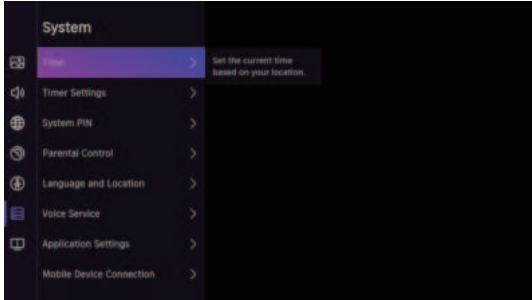 System
Time
Set the current time
based on your location.
Timer Settings
System PIN
Parental Control
Language and Location
Voice Service
Application Settings
Mobile Device Connection